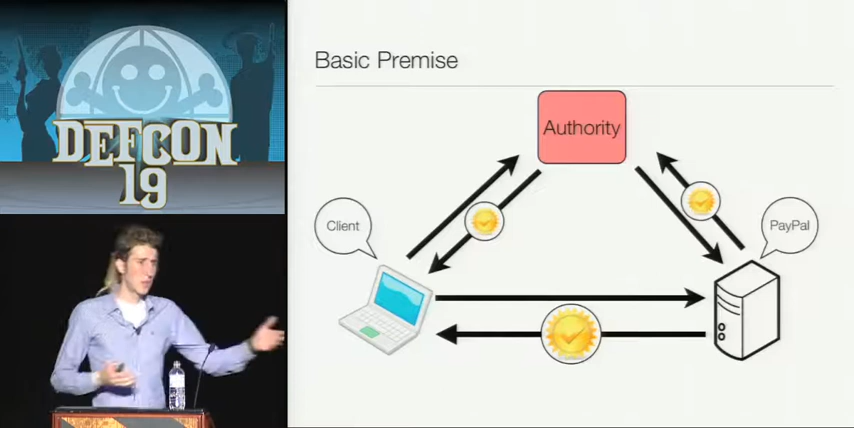 DEFCON
19
Basic Premise
Authority
Client
PayPal